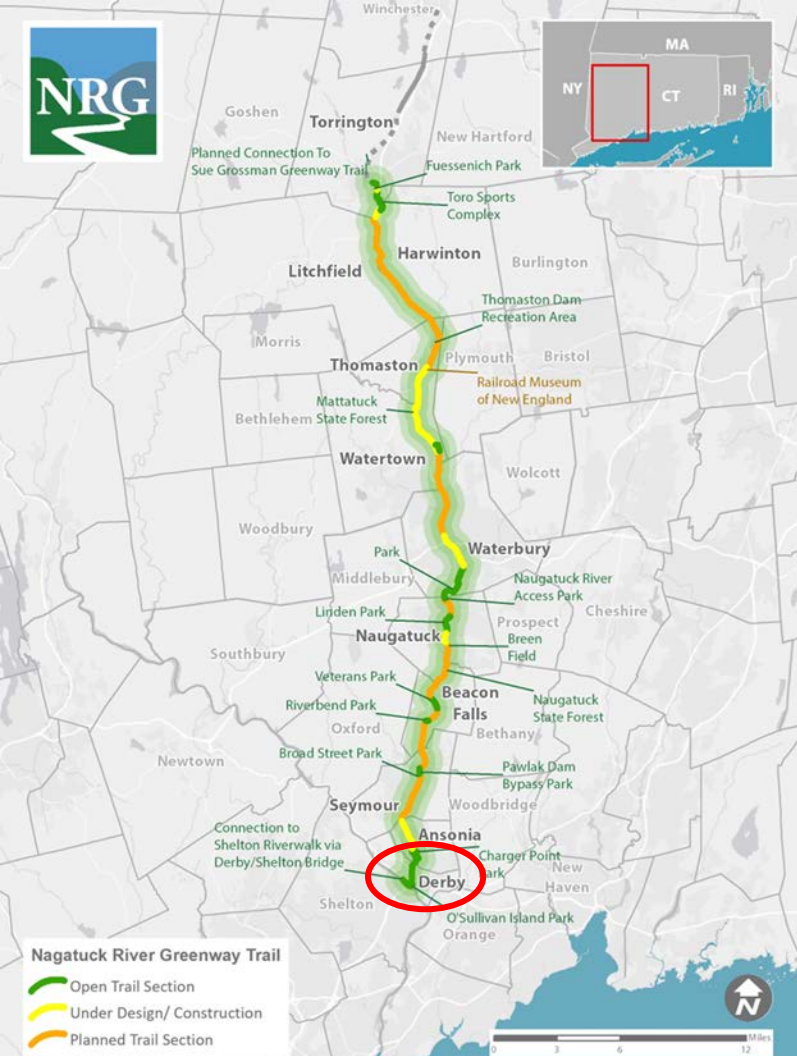 Winchester
NRG
MA
NY
CT
RI
Goshen
Torrington
New Hartford
Planned Connection To
Sue Grossman Greenway Trail
Fuessenich Park
Toro Sports
Complex
Harwinton
Litchfield
Burlington
Thomaston Dam
Recreation Area
Morris
Thomaston
Plymouth
Bristol
Railroad Museum
of New England
Mattatuck
State Forest
Bethlehem
Watertown
Wolcott
Woodbury
Waterbury
Park
Middlebury
Naugatuck River
Access Park
Cheshire
Linden Park
Prospect
Naugatuck
Breen
Field
Southbury
Veterans Park
Beacon
Falls
Riverbend Park
Naugatuck
State Forest
Oxford
Bethany
Broad Street Park
Newtown
Pawlak Dam
Bypass Park
Seymour
Woodbridge
Connection to
Shelton Riverwalk via
Derby/Shelton Bridge
Ansonia
Charger Point
ark
New
Haven
Derby
Shelton
O'Sullivan Island Park
Orange
Nagatuck River Greenway Trail
Open Trail Section
Under Design/ Construction
Planned Trail Section
N
Miles
0 3 6 12